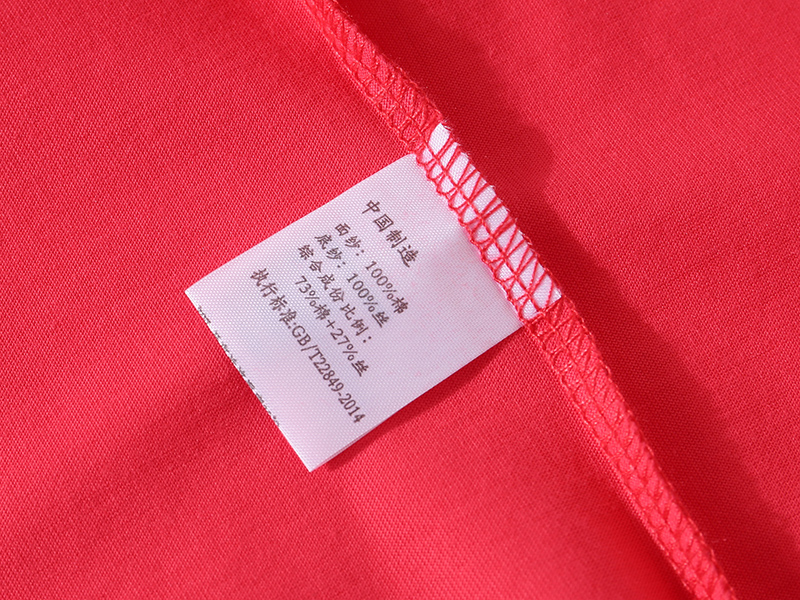 中国制造
面纱：100%棉
底纱：100%丝
综合成份比例：
73%棉+27%丝
执行标准:GB/T22849-2014